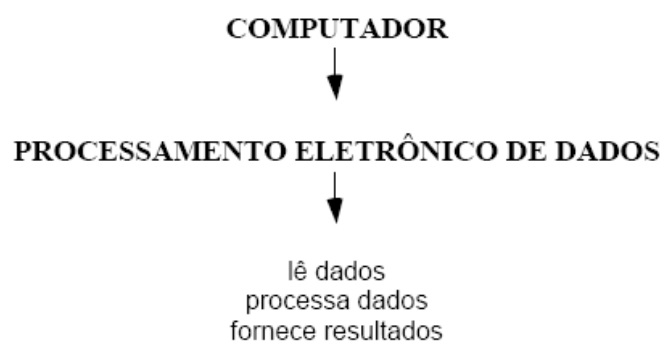 COMPUTADOR
PROCESSAMENTO ELETRÔNICO DE DADOS
lê dados
processa dados
fornece resultados